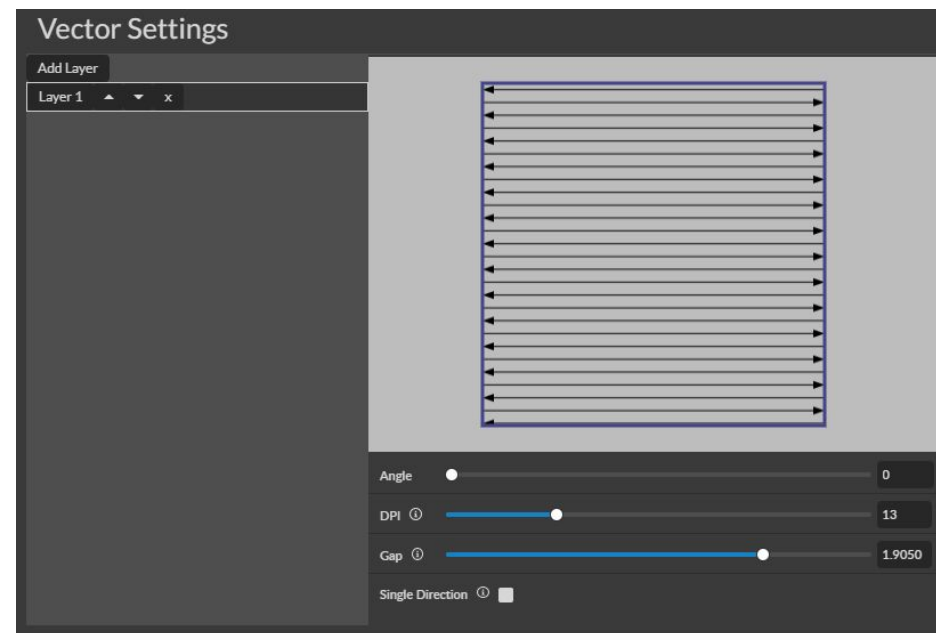 Vector Settings
Add Layer
Layer 1 x
Angle 0
DPI 13
Gap 1.9050
Single Direction